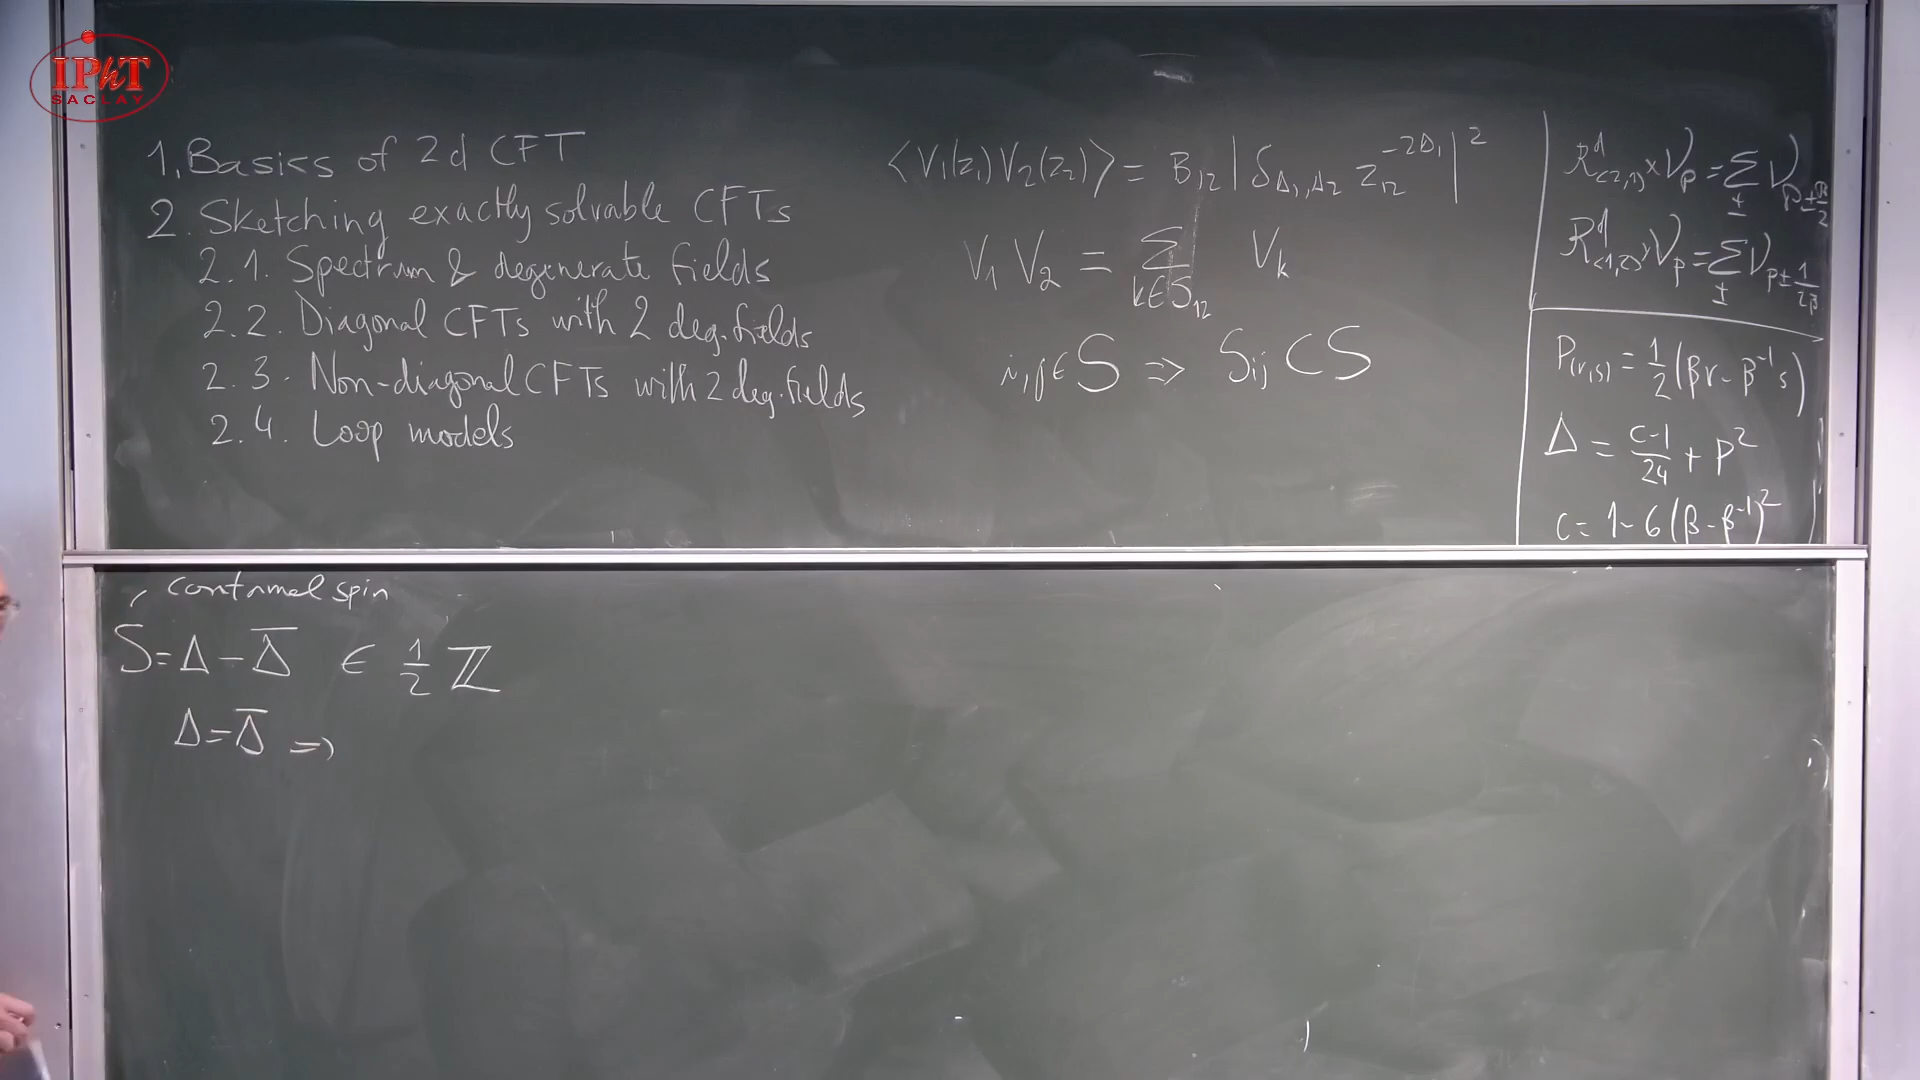 IPhT
SACLAY
1. Basics of 2d CFT
2. Sketching exactly solvable CFTs
2.1. Spectrum & degenerate fields
2.2. Diagonal CFTs with 2 deg. fields
2.3. Non-diagonal CFTs with 2 deg. fields
2.4. Loop models
<V₁(z₁)V₂(z₂)> = B₁₂ |δ_{Δ₁,Δ₂} z₁₂^{-2Δ₁}|²
V₁ V₂ = Σ_{k∈S₁₂} V_k
i,j ∈ S ⇒ S_{ij} ⊂ S
R^d_{<2,1>} × V_P = Σ_± V_{P±β/2}
R^d_{<1,2>} × V_P = Σ_± V_{P±1/2β}
P_{(r,s)} = 1/2 (βr - β⁻¹s)
Δ = (c-1)/24 + P²
c = 1 - 6(β-β⁻¹)²
conformal spin
S = Δ - Δ̄ ∈ 1/2 ℤ
Δ = Δ̄ ⇒